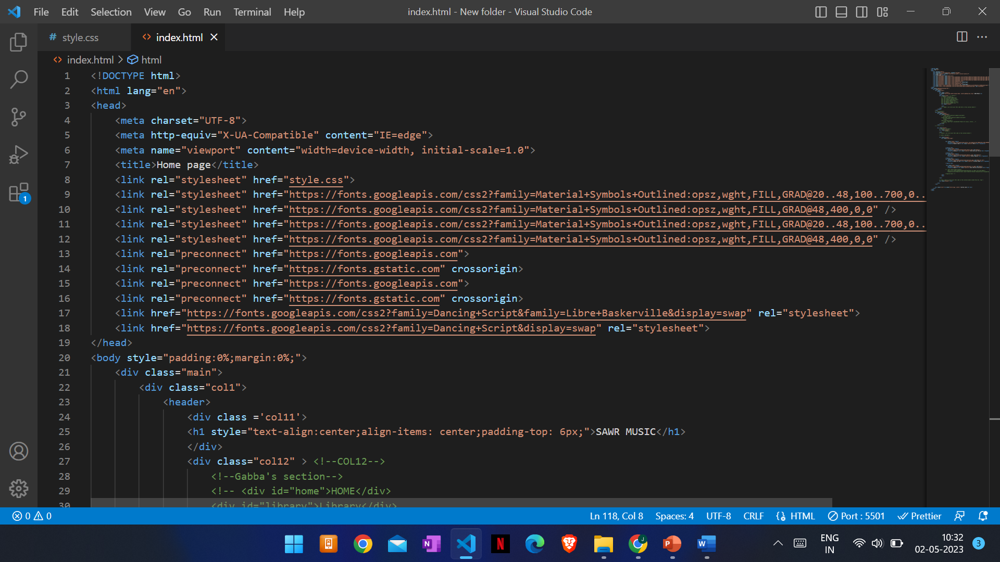 File Edit Selection View Go Run Terminal Help
index.html - New folder - Visual Studio Code
# style.css
<> index.html
<> index.html > html
1 <!DOCTYPE html>
2 <html lang="en">
3 <head>
4 <meta charset="UTF-8">
5 <meta http-equiv="X-UA-Compatible" content="IE=edge">
6 <meta name="viewport" content="width=device-width, initial-scale=1.0">
7 <title>Home page</title>
8 <link rel="stylesheet" href="style.css">
9 <link rel="stylesheet" href="https://fonts.googleapis.com/css2?family=Material+Symbols+Outlined:opsz,wght,FILL,GRAD@20..48,100..700,0..
10 <link rel="stylesheet" href="https://fonts.googleapis.com/css2?family=Material+Symbols+Outlined:opsz,wght,FILL,GRAD@48,400,0,0" />
11 <link rel="stylesheet" href="https://fonts.googleapis.com/css2?family=Material+Symbols+Outlined:opsz,wght,FILL,GRAD@20..48,100..700,0..
12 <link rel="stylesheet" href="https://fonts.googleapis.com/css2?family=Material+Symbols+Outlined:opsz,wght,FILL,GRAD@48,400,0,0" />
13 <link rel="preconnect" href="https://fonts.googleapis.com">
14 <link rel="preconnect" href="https://fonts.gstatic.com" crossorigin>
15 <link rel="preconnect" href="https://fonts.googleapis.com">
16 <link rel="preconnect" href="https://fonts.gstatic.com" crossorigin>
17 <link href="https://fonts.googleapis.com/css2?family=Dancing+Script&family=Libre+Baskerville&display=swap" rel="stylesheet">
18 <link href="https://fonts.googleapis.com/css2?family=Dancing+Script&display=swap" rel="stylesheet">
19 </head>
20 <body style="padding:0%;margin:0%;">
21 <div class="main">
22 <div class="col1">
23 <header>
24 <div class ='col11'>
25 <h1 style="text-align:center;align-items: center;padding-top: 6px;">SAWR MUSIC</h1>
26 </div>
27 <div class="col12" > <!--COL12-->
28 <!--Gabba's section-->
29 <!-- <div id="home">HOME</div>
30 <div id="library">Library</div>
1
0 0
Ln 118, Col 8 Spaces: 4 UTF-8 CRLF HTML Port : 5501 Prettier
ENG
IN
10:32
02-05-2023
3